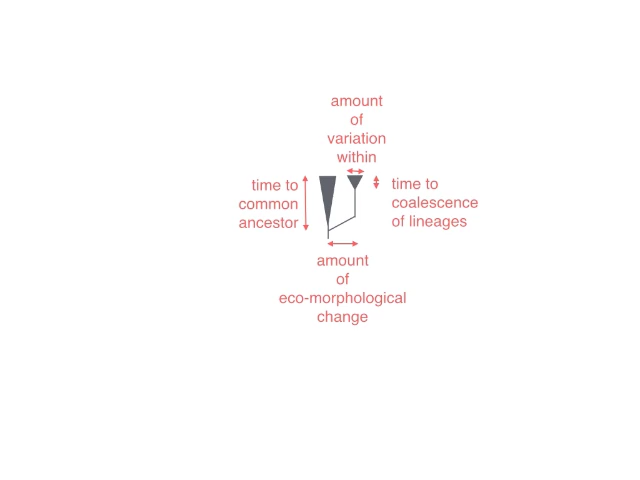 amount
of
variation
within
time to
common
ancestor
time to
coalescence
of lineages
amount
of
eco-morphological
change